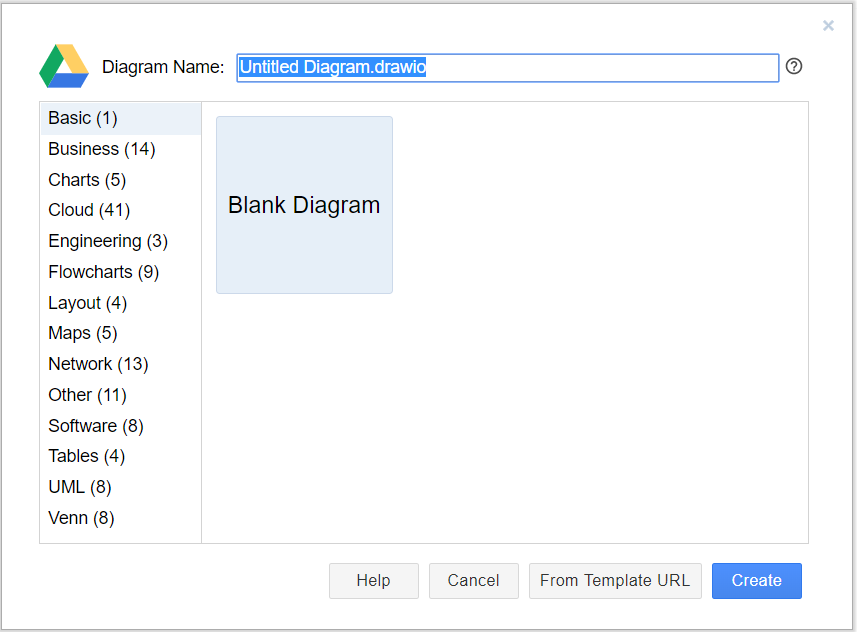 Diagram Name: Untitled Diagram.drawio
Basic (1)
Business (14)
Charts (5)
Cloud (41)
Engineering (3)
Flowcharts (9)
Layout (4)
Maps (5)
Network (13)
Other (11)
Software (8)
Tables (4)
UML (8)
Venn (8)
Blank Diagram
Help Cancel From Template URL Create